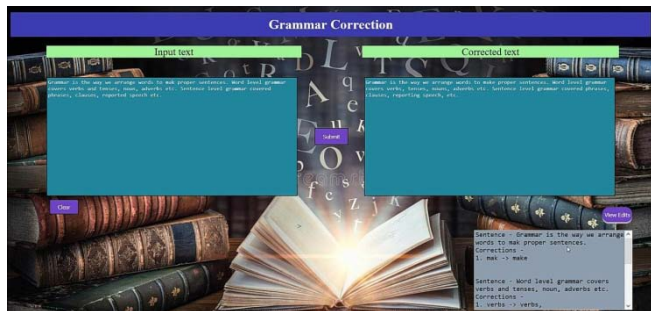 Grammar Correction
Input text
Corrected text
Grammar is the way we arrange words to mak proper sentences. Word level grammar
covers verbs and tenses, noun, adverbs etc. Sentence level grammar covered
phrases, clauses, reported speech etc.
Grammar is the way we arrange words to make proper sentences. Word level grammar
covers verbs, tenses, nouns, adverbs etc. Sentence level grammar covered phrases,
clauses, reporting speech, etc.
Submit
Clear
View Edits
Sentence - Grammar is the way we arrange
words to mak proper sentences.
Corrections -
1. mak -> make
Sentence - Word level grammar covers
verbs and tenses, noun, adverbs etc.
Corrections -
1. verbs -> verbs,